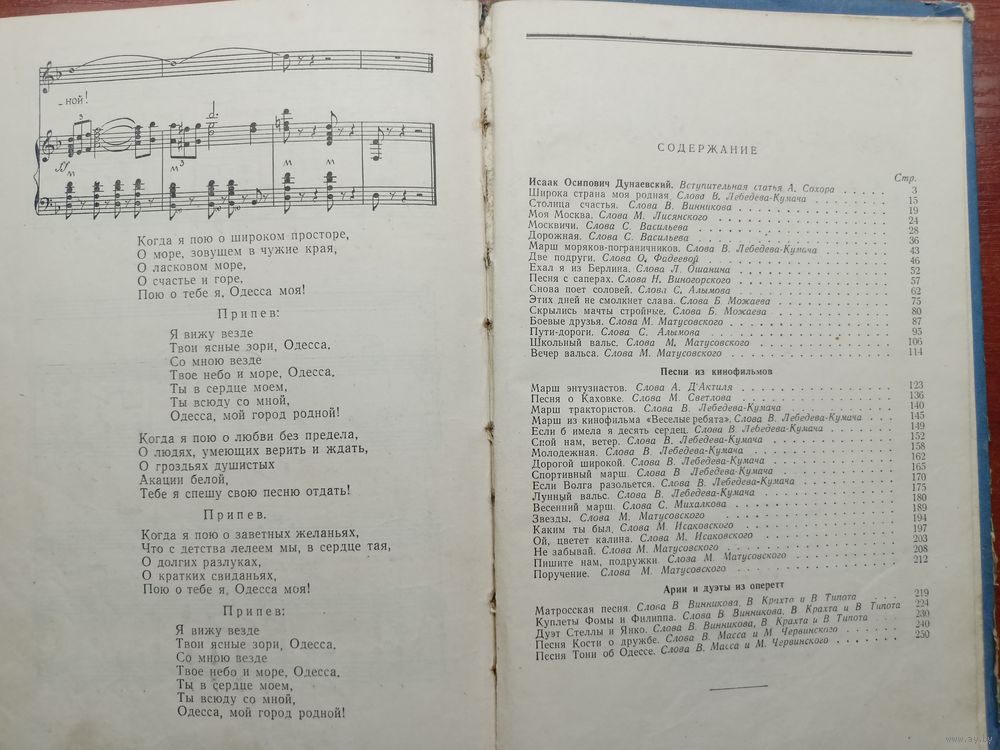 -ной!
3
ff
3
Когда я пою о широком просторе,
О море, зовущем в чужие края,
О ласковом море,
О счастье и горе,
Пою о тебе я, Одесса моя!
Припев:
Я вижу везде
Твои ясные зори, Одесса.
Со мною везде
Твое небо и море, Одесса.
Ты в сердце моем,
Ты всюду со мной,
Одесса, мой город родной!
Когда я пою о любви без предела,
О людях, умеющих верить и ждать,
О гроздьях душистых
Акации белой,
Тебе я спешу свою песню отдать!
Припев.
Когда я пою о заветных желаньях,
Что с детства лелеем мы, в сердце тая,
О долгих разлуках,
О кратких свиданьях,
Пою о тебе я, Одесса моя!
Припев:
Я вижу везде
Твои ясные зори, Одесса.
Со мною везде
Твое небо и море, Одесса.
Ты в сердце моем,
Ты всюду со мной,
Одесса, мой город родной!
СОДЕРЖАНИЕ
Стр.
Исаак Осипович Дунаевский. Вступительная статья А. Сохора . . . . . 3
Широка страна моя родная. Слова В. Лебедева-Кумача . . . . . 15
Столица счастья. Слова В. Винникова . . . . . 19
Моя Москва. Слова М. Лисянского . . . . . 24
Москвичи. Слова С. Васильева . . . . . 28
Дорожная. Слова С. Васильева . . . . . 36
Марш моряков-пограничников. Слова В. Лебедева-Кумача . . . . . 43
Две подруги. Слова О. Фадеевой . . . . . 46
Ехал я из Берлина. Слова Л. Ошанина . . . . . 52
Песня о саперах. Слова Н. Виногорского . . . . . 57
Снова поет соловей. Слова С. Алымова . . . . . 62
Этих дней не смолкнет слава. Слова Б. Можаева . . . . . 75
Скрылись мачты стройные. Слова Б. Можаева . . . . . 80
Боевые друзья. Слова М. Матусовского . . . . . 87
Пути-дороги. Слова С. Алымова . . . . . 95
Школьный вальс. Слова М. Матусовского . . . . . 106
Вечер вальса. Слова М. Матусовского . . . . . 114
Песни из кинофильмов
Марш энтузиастов. Слова А. Д'Актиля . . . . . 123
Песня о Каховке. Слова М. Светлова . . . . . 136
Марш трактористов. Слова В. Лебедева-Кумача . . . . . 140
Марш из кинофильма «Веселые ребята». Слова В. Лебедева-Кумача . . . . . 145
Если б имела я десять сердец. Слова В. Лебедева-Кумача . . . . . 149
Спой нам, ветер. Слова В. Лебедева-Кумача . . . . . 152
Молодежная. Слова В. Лебедева-Кумача . . . . . 158
Дорогой широкой. Слова В. Лебедева-Кумача . . . . . 162
Спортивный марш. Слова В. Лебедева-Кумача . . . . . 165
Если Волга разольется. Слова В. Лебедева-Кумача . . . . . 170
Лунный вальс. Слова В. Лебедева-Кумача . . . . . 175
Весенний марш. Слова С. Михалкова . . . . . 180
Звезды. Слова М. Матусовского . . . . . 189
Каким ты был. Слова М. Исаковского . . . . . 194
Ой, цветет калина. Слова М. Исаковского . . . . . 197
Не забывай. Слова М. Матусовского . . . . . 203
Пишите нам, подружки. Слова М. Матусовского . . . . . 208
Поручение. Слова М. Матусовского . . . . . 212
Арии и дуэты из оперетт
Матросская песня. Слова В. Винникова, В. Крахта и В. Типота . . . 219
Куплеты Фомы и Филиппа. Слова В. Винникова, В. Крахта и В. Типота 224
Дуэт Стеллы и Янко. Слова В. Винникова, В. Крахта и В. Типота . . . 230
Песня Кости о дружбе. Слова В. Масса и М. Червинского . . . . . 240
Песня Тони об Одессе. Слова В. Масса и М. Червинского . . . . . 250
www.ay.by